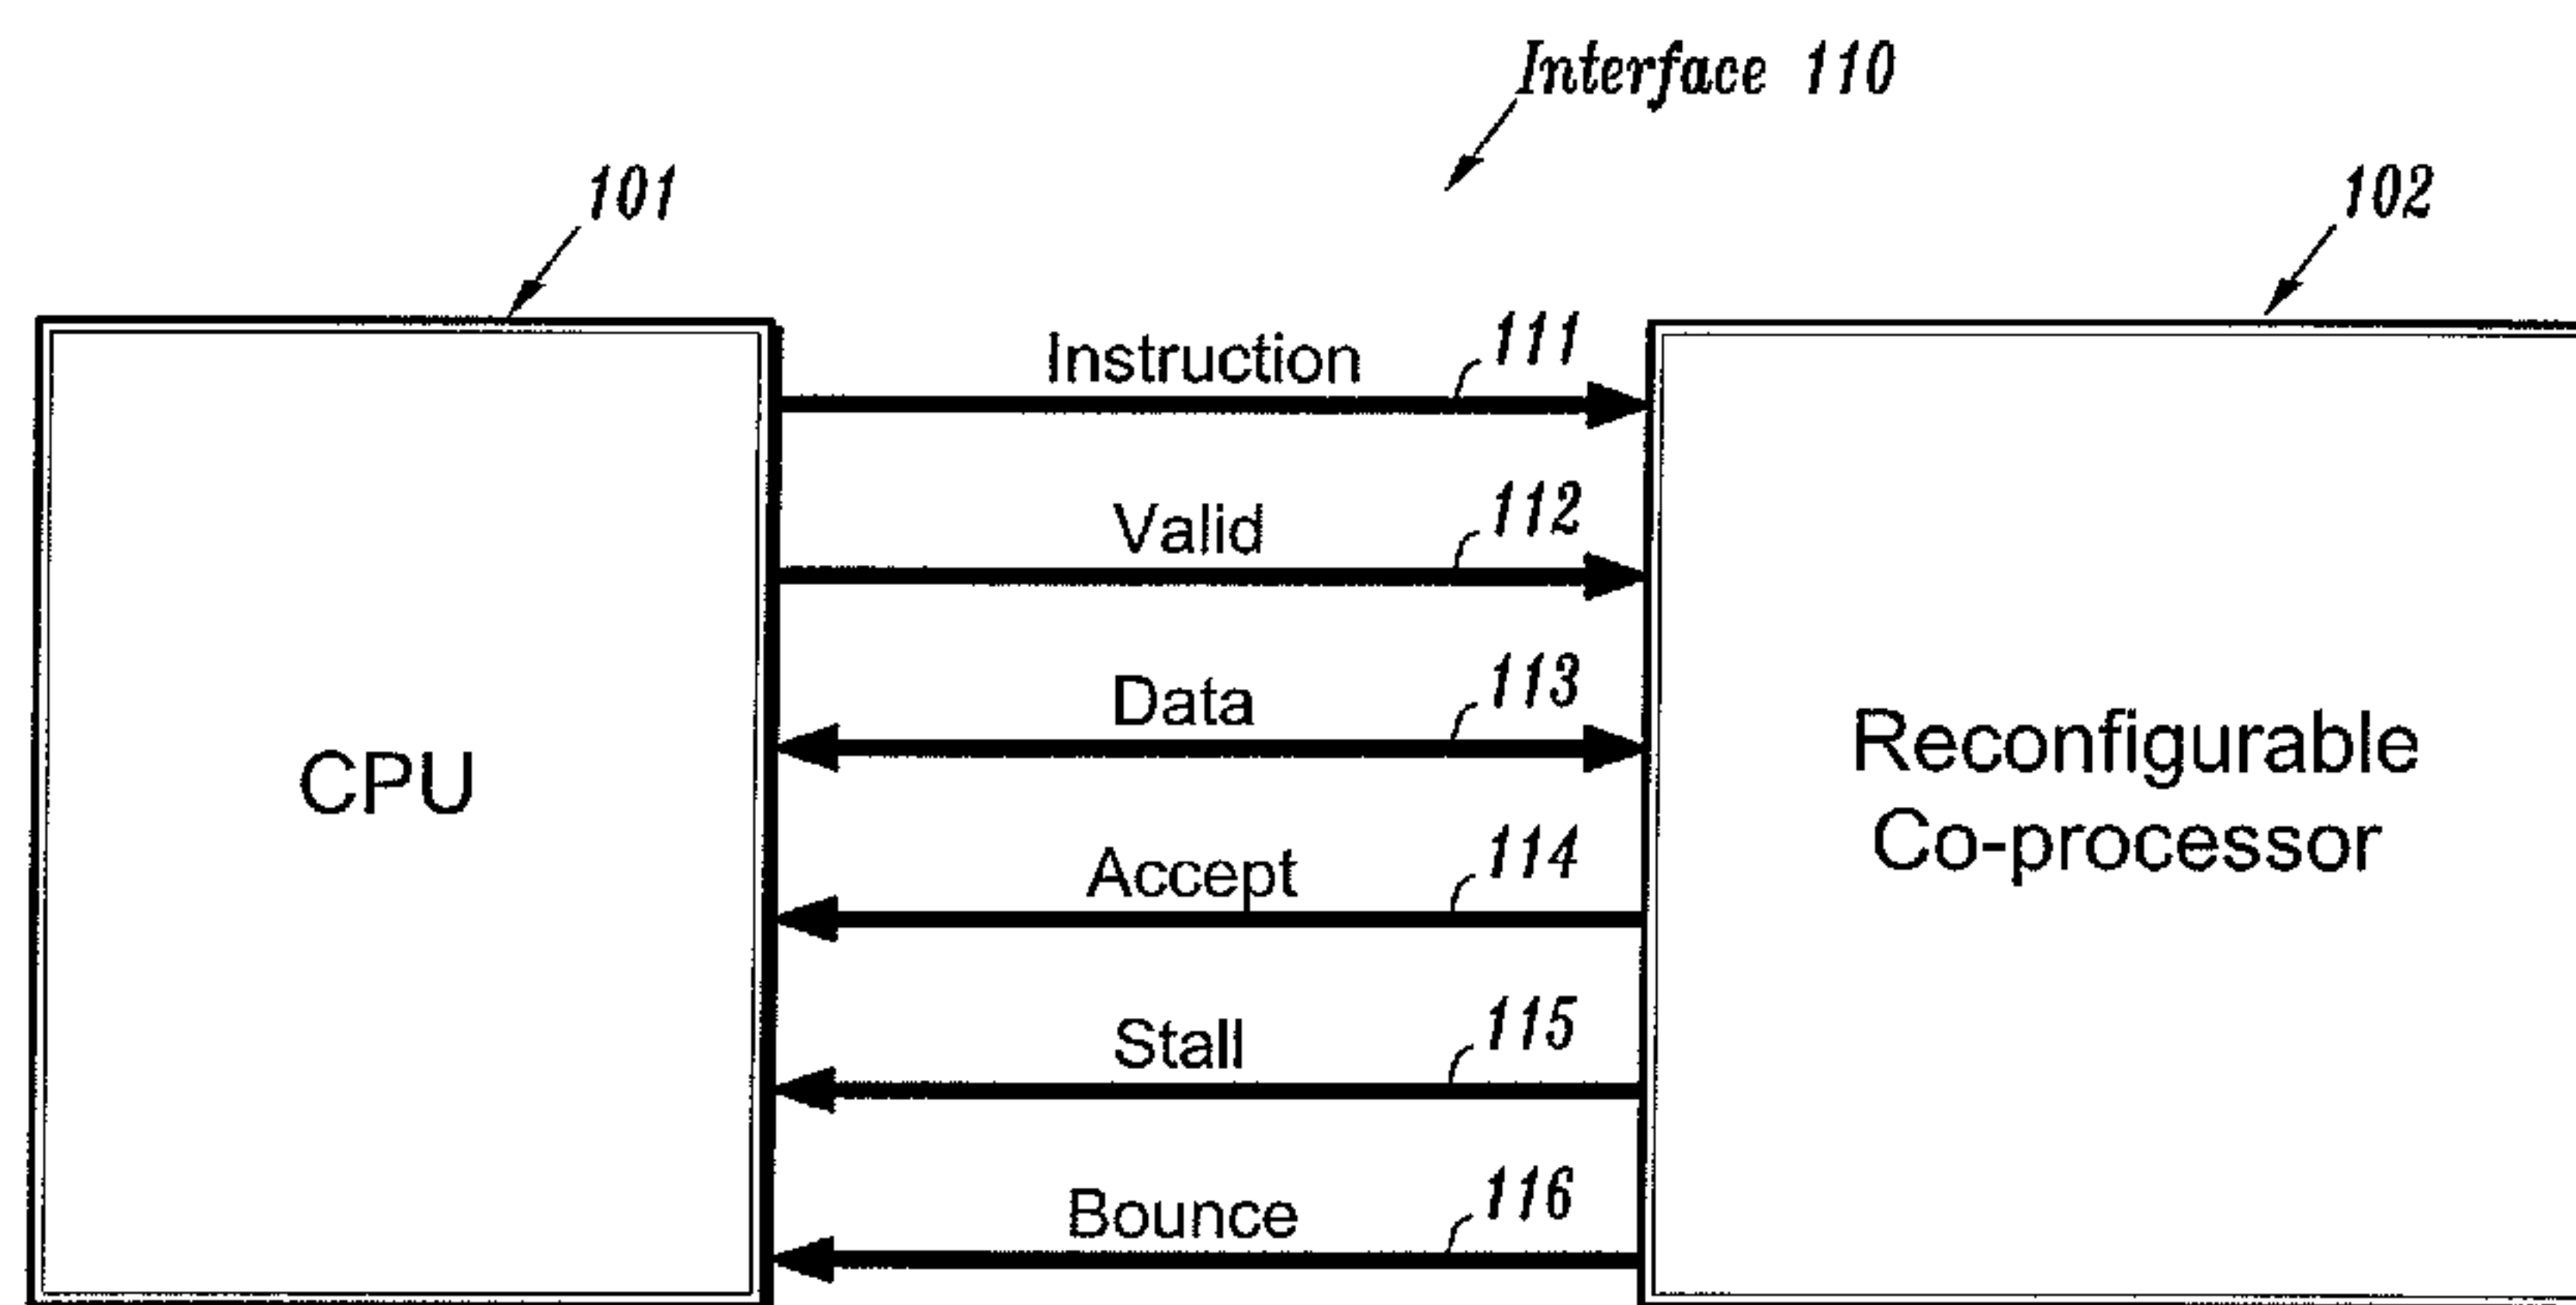 Interface 110
101
102
Instruction 111
Valid 112
Data 113
CPU
Reconfigurable
Co-processor
Accept 114
Stall 115
Bounce 116